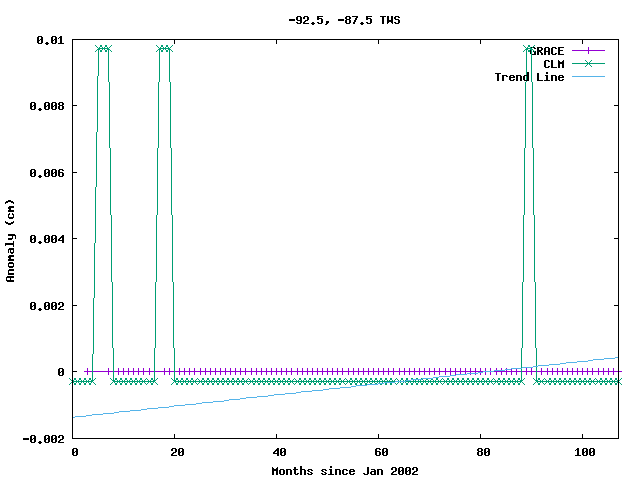 -92.5, -87.5 TWS
0.01
0.008
0.006
0.004
0.002
0
-0.002
Anomaly (cm)
GRACE
CLM
Trend Line
0 20 40 60 80 100
Months since Jan 2002